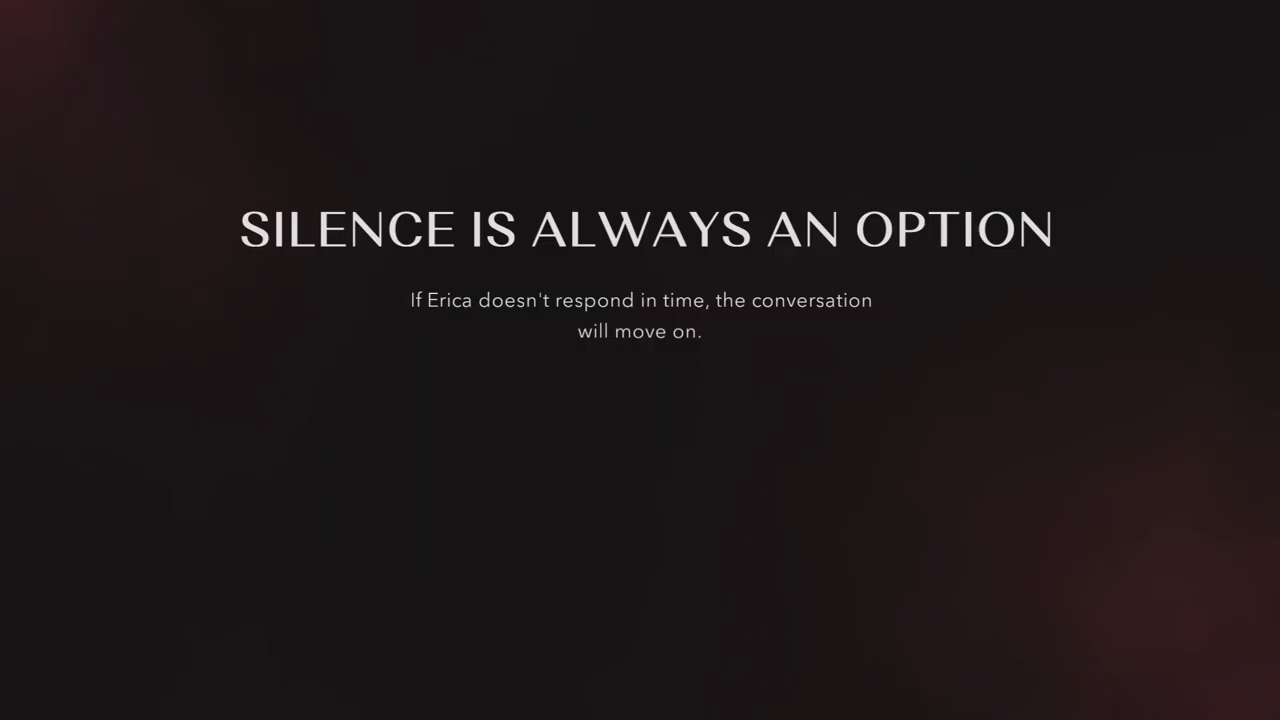 SILENCE IS ALWAYS AN OPTION
If Erica doesn't respond in time, the conversation
will move on.